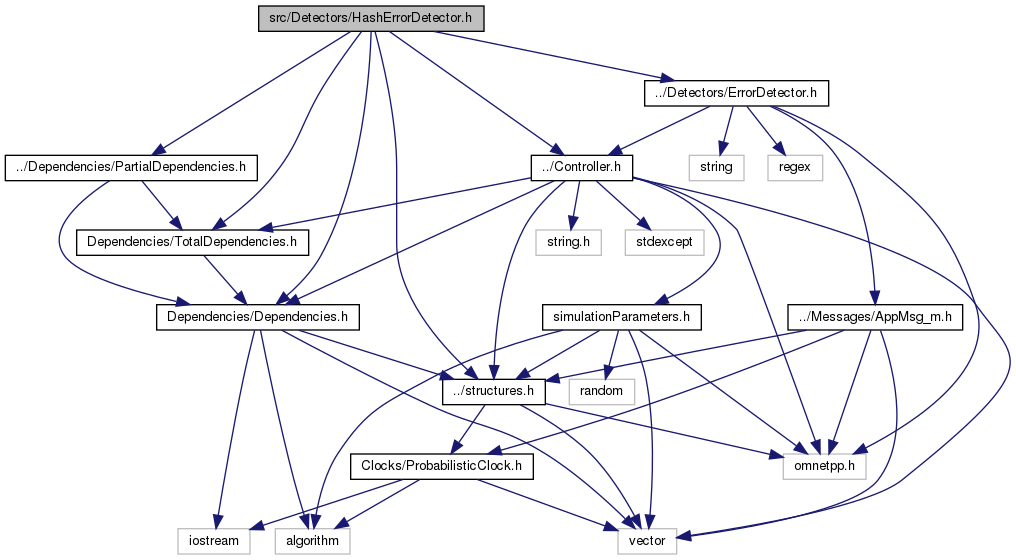 src/Detectors/HashErrorDetector.h
../Detectors/ErrorDetector.h
../Dependencies/PartialDependencies.h
../Controller.h
string
regex
Dependencies/TotalDependencies.h
string.h
stdexcept
Dependencies/Dependencies.h
simulationParameters.h
../Messages/AppMsg_m.h
../structures.h
random
Clocks/ProbabilisticClock.h
omnetpp.h
iostream
algorithm
vector